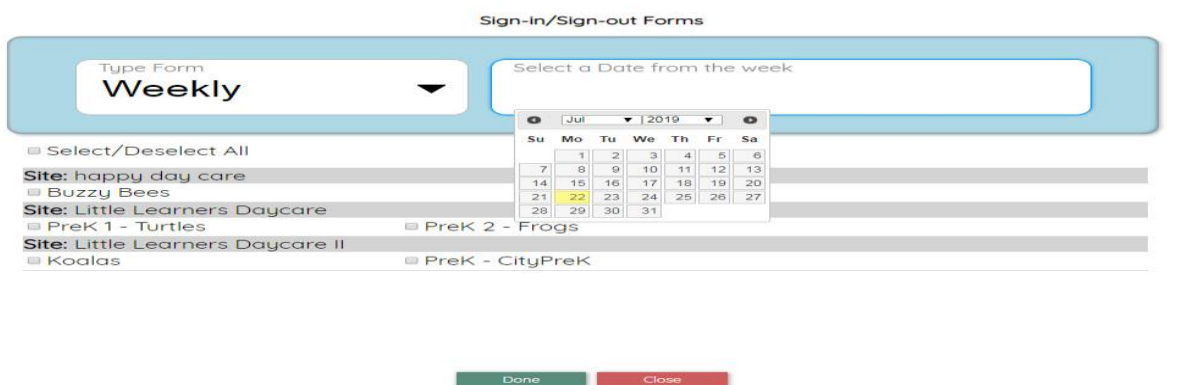 Sign-in/Sign-out Forms
Type Form
Weekly
Select a Date from the week
Jul 2019
Su Mo Tu We Th Fr Sa
1 2 3 4 5 6
7 8 9 10 11 12 13
14 15 16 17 18 19 20
21 22 23 24 25 26 27
28 29 30 31
Select/Deselect All
Site: happy day care
Buzzy Bees
Site: Little Learners Daycare
PreK 1 - Turtles PreK 2 - Frogs
Site: Little Learners Daycare II
Koalas PreK - CityPreK
Done Close